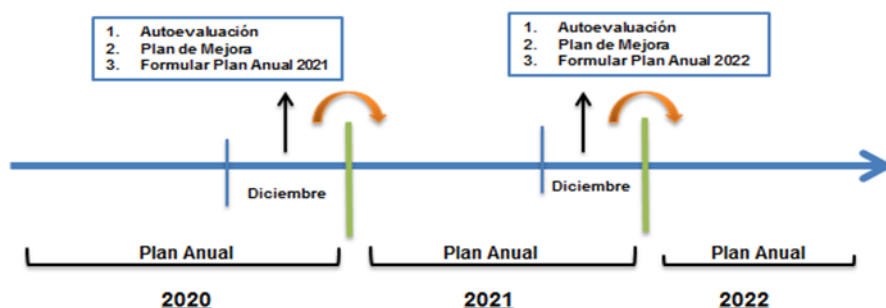 1. Autoevaluación
2. Plan de Mejora
3. Formular Plan Anual 2021
1. Autoevaluación
2. Plan de Mejora
3. Formular Plan Anual 2022
Diciembre
Diciembre
Plan Anual
Plan Anual
Plan Anual
2020
2021
2022